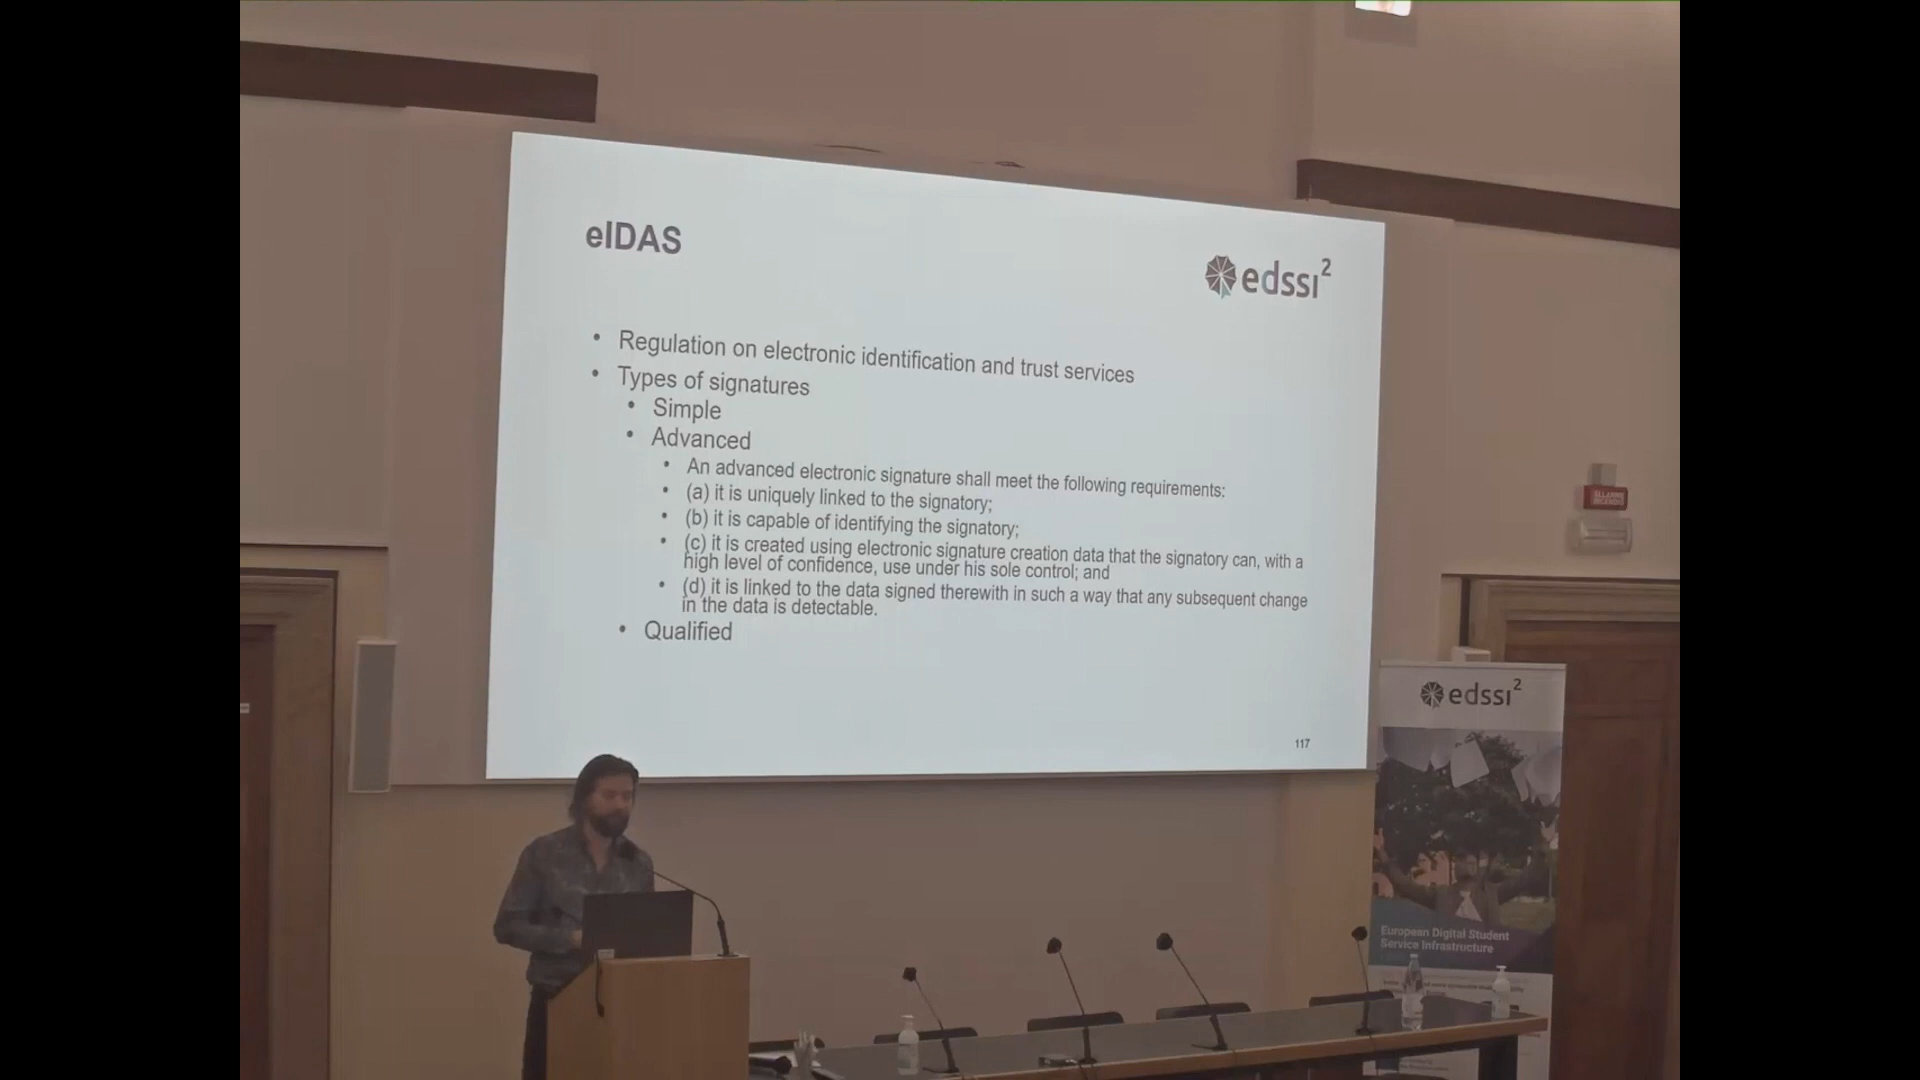 eIDAS
edssi²
• Regulation on electronic identification and trust services
• Types of signatures
• Simple
• Advanced
• An advanced electronic signature shall meet the following requirements:
• (a) it is uniquely linked to the signatory;
• (b) it is capable of identifying the signatory;
• (c) it is created using electronic signature creation data that the signatory can, with a
high level of confidence, use under his sole control; and
• (d) it is linked to the data signed therewith in such a way that any subsequent change
in the data is detectable.
• Qualified
117
ALLARME
INCENDIO
edssi²
European Digital Student
Service Infrastructure